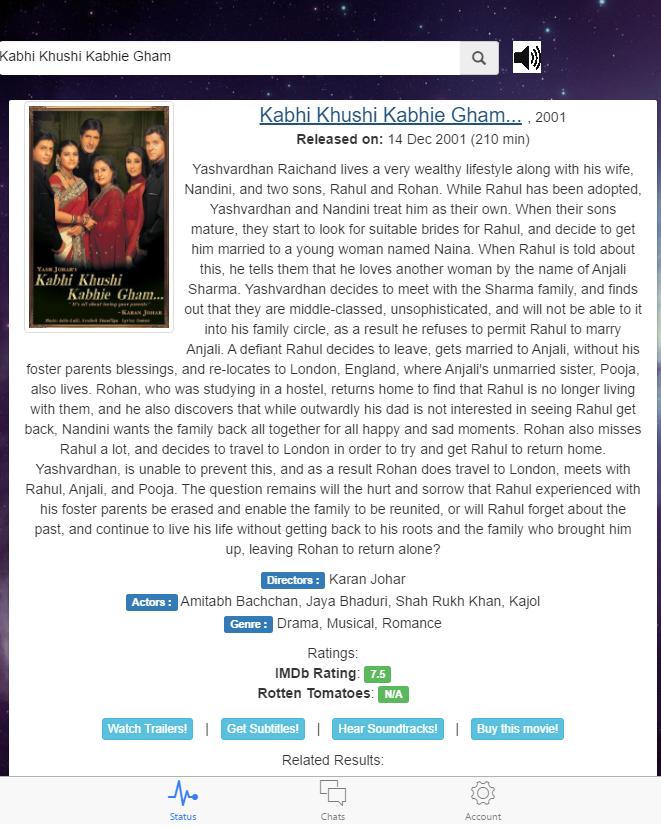 Kabhi Khushi Kabhie Gham
Kabhi Khushi Kabhie Gham... , 2001
Released on: 14 Dec 2001 (210 min)
YASH JOHAR'S
Kabhi Khushi
Kabhie Gham...
"It's all about loving your parents"
- KARAN JOHAR
Yashvardhan Raichand lives a very wealthy lifestyle along with his wife,
Nandini, and two sons, Rahul and Rohan. While Rahul has been adopted,
Yashvardhan and Nandini treat him as their own. When their sons
mature, they start to look for suitable brides for Rahul, and decide to get
him married to a young woman named Naina. When Rahul is told about
this, he tells them that he loves another woman by the name of Anjali
Sharma. Yashvardhan decides to meet with the Sharma family, and finds
out that they are middle-classed, unsophisticated, and will not be able to it
into his family circle, as a result he refuses to permit Rahul to marry
Anjali. A defiant Rahul decides to leave, gets married to Anjali, without his
foster parents blessings, and re-locates to London, England, where Anjali's unmarried sister, Pooja,
also lives. Rohan, who was studying in a hostel, returns home to find that Rahul is no longer living
with them, and he also discovers that while outwardly his dad is not interested in seeing Rahul get
back, Nandini wants the family back all together for all happy and sad moments. Rohan also misses
Rahul a lot, and decides to travel to London in order to try and get Rahul to return home.
Yashvardhan, is unable to prevent this, and as a result Rohan does travel to London, meets with
Rahul, Anjali, and Pooja. The question remains will the hurt and sorrow that Rahul experienced with
his foster parents be erased and enable the family to be reunited, or will Rahul forget about the
past, and continue to live his life without getting back to his roots and the family who brought him
up, leaving Rohan to return alone?
Directors : Karan Johar
Actors : Amitabh Bachchan, Jaya Bhaduri, Shah Rukh Khan, Kajol
Genre : Drama, Musical, Romance
Ratings:
IMDb Rating: 7.5
Rotten Tomatoes: N/A
Watch Trailers! | Get Subtitles! | Hear Soundtracks! | Buy this movie!
Related Results:
Status Chats Account